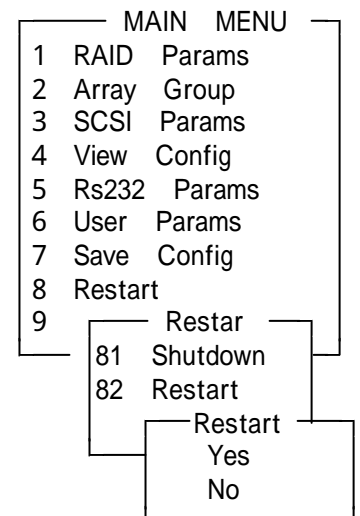 MAIN MENU
1 RAID Params
2 Array Group
3 SCSI Params
4 View Config
5 Rs232 Params
6 User Params
7 Save Config
8 Restart
9
Restar
81 Shutdown
82 Restart
Restart
Yes
No